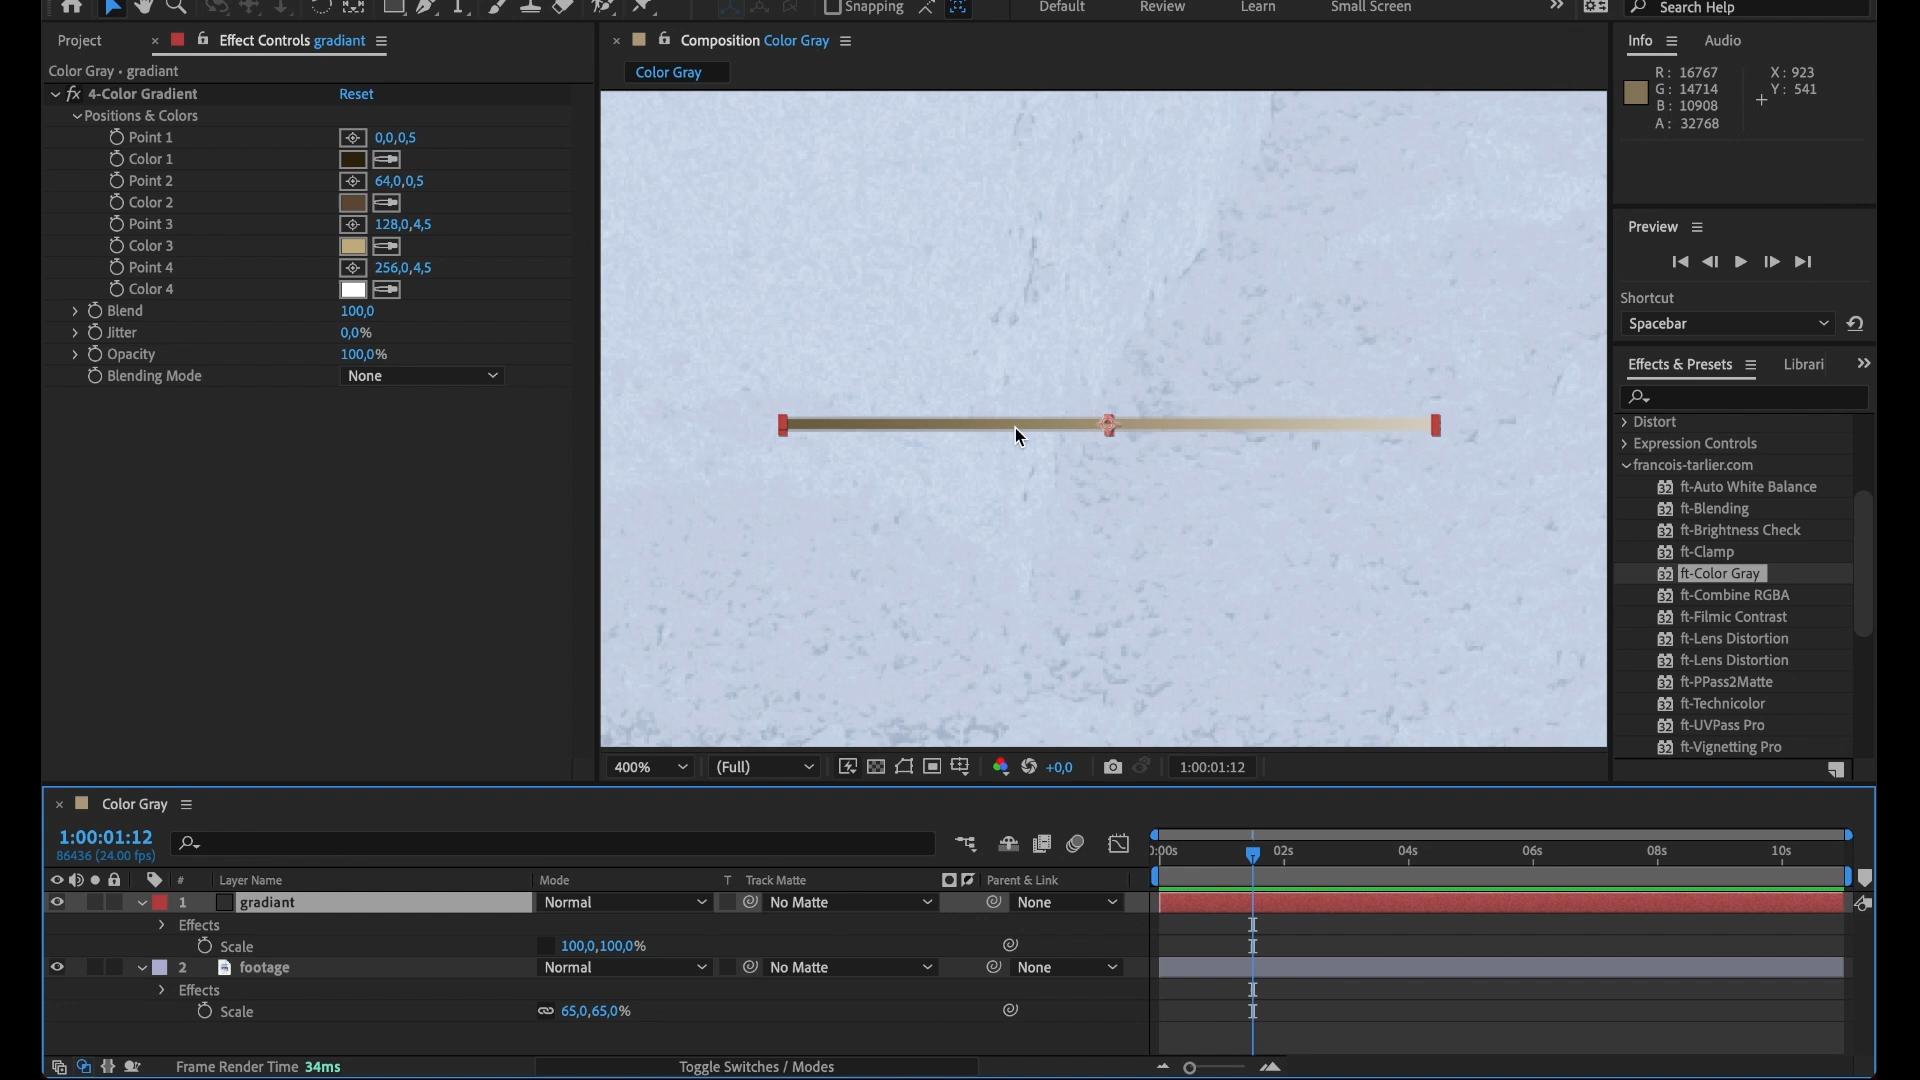 Snapping
Default
Review
Learn
Small Screen
Search Help
Project
Effect Controls gradiant
Composition Color Gray
Info
Audio
Color Gray • gradiant
Color Gray
R: 16767
G: 14714
B: 10908
A: 32768
X: 923
Y: 541
fx 4-Color Gradient
Reset
Positions & Colors
Point 1
0,0,0,5
Color 1
Point 2
64,0,0,5
Color 2
Point 3
128,0,4,5
Color 3
Point 4
256,0,4,5
Color 4
Blend
100,0
Jitter
0,0%
Opacity
100,0%
Blending Mode
None
Preview
Shortcut
Spacebar
Effects & Presets
Librari
Distort
Expression Controls
francois-tarlier.com
ft-Auto White Balance
ft-Blending
ft-Brightness Check
ft-Clamp
ft-Color Gray
ft-Combine RGBA
ft-Filmic Contrast
ft-Lens Distortion
ft-Lens Distortion
ft-PPass2Matte
ft-Technicolor
ft-UVPass Pro
ft-Vignetting Pro
400%
(Full)
+0,0
1:00:01:12
Color Gray
1:00:01:12
86436 (24.00 fps)
):00s
02s
04s
06s
08s
10s
#
Layer Name
Mode
T
Track Matte
Parent & Link
1
gradiant
Normal
No Matte
None
Effects
Scale
100,0,100,0%
2
footage
Normal
No Matte
None
Effects
Scale
65,0,65,0%
Frame Render Time 34ms
Toggle Switches / Modes